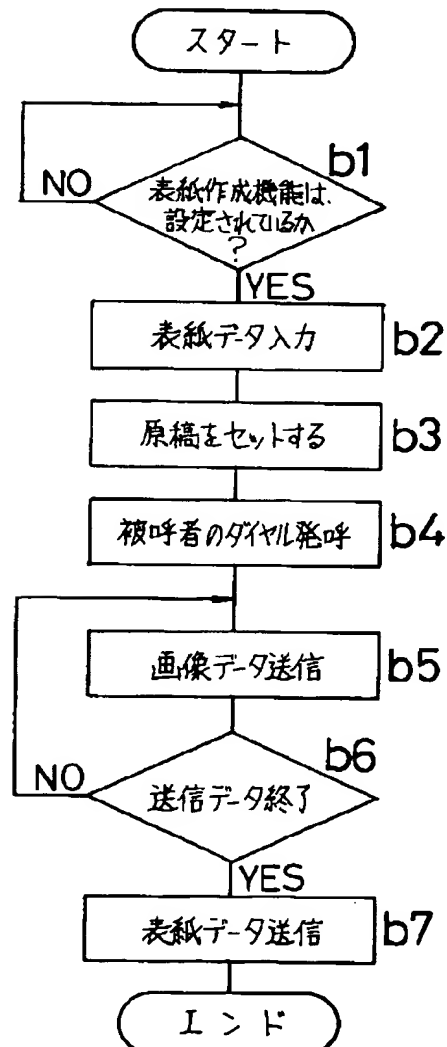 スタート
b1
NO
表紙作成機能は、
設定されているか
?
YES
表紙データ入力
b2
原稿をセットする
b3
被呼者のダイヤル発呼
b4
画像データ送信
b5
b6
NO
送信データ終了
YES
表紙データ送信
b7
エンド